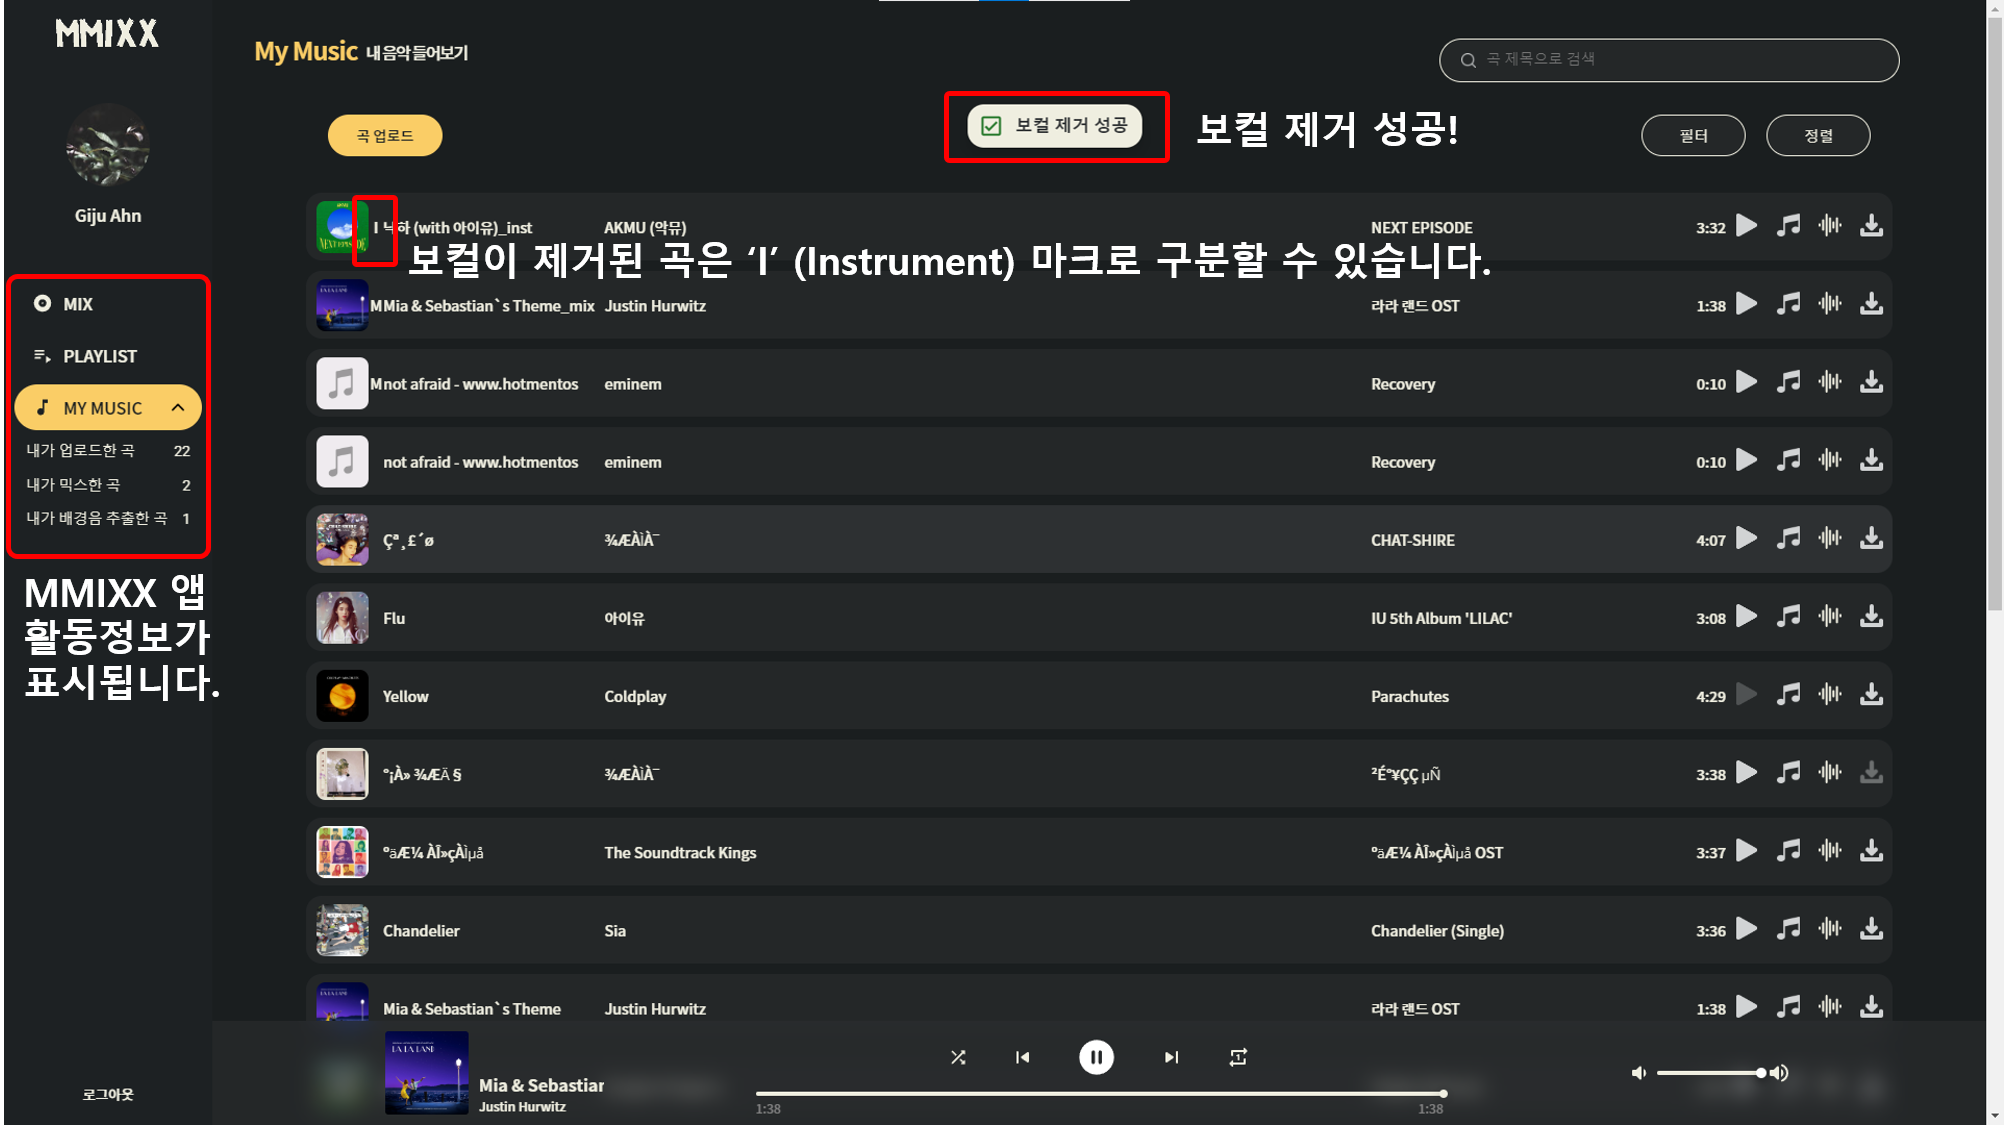 MMIXX
My Music 내 음악 들어보기
곡 제목으로 검색
곡 업로드
보컬 제거 성공
보컬 제거 성공!
필터
정렬
Giju Ahn
MIX
PLAYLIST
MY MUSIC
내가 업로드한 곡 22
내가 믹스한 곡 2
내가 배경음 추출한 곡 1
MMIXX 앱
활동정보가
표시됩니다.
로그아웃
I 낙하 (with 아이유)_inst AKMU (악뮤) NEXT EPISODE 3:32
보컬이 제거된 곡은 ‘I’ (Instrument) 마크로 구분할 수 있습니다.
M Mia & Sebastian`s Theme_mix Justin Hurwitz 라라 랜드 OST 1:38
M not afraid - www.hotmentos eminem Recovery 0:10
not afraid - www.hotmentos eminem Recovery 0:10
Çª¸£´ø ¾ÆÀÌÀ¯ CHAT-SHIRE 4:07
Flu 아이유 IU 5th Album 'LILAC' 3:08
Yellow Coldplay Parachutes 4:29
°¡À» ¾ÆÄ§ ¾ÆÀÌÀ¯ ²É°¥ÇÇ µÑ 3:38
ºäÆ¼ ÀÎ»çÀÌµå The Soundtrack Kings ºäÆ¼ ÀÎ»çÀÌµå OST 3:37
Chandelier Sia Chandelier (Single) 3:36
Mia & Sebastian`s Theme Justin Hurwitz 라라 랜드 OST 1:38
LA LA LAND
Mia & Sebastian
Justin Hurwitz
1:38 1:38